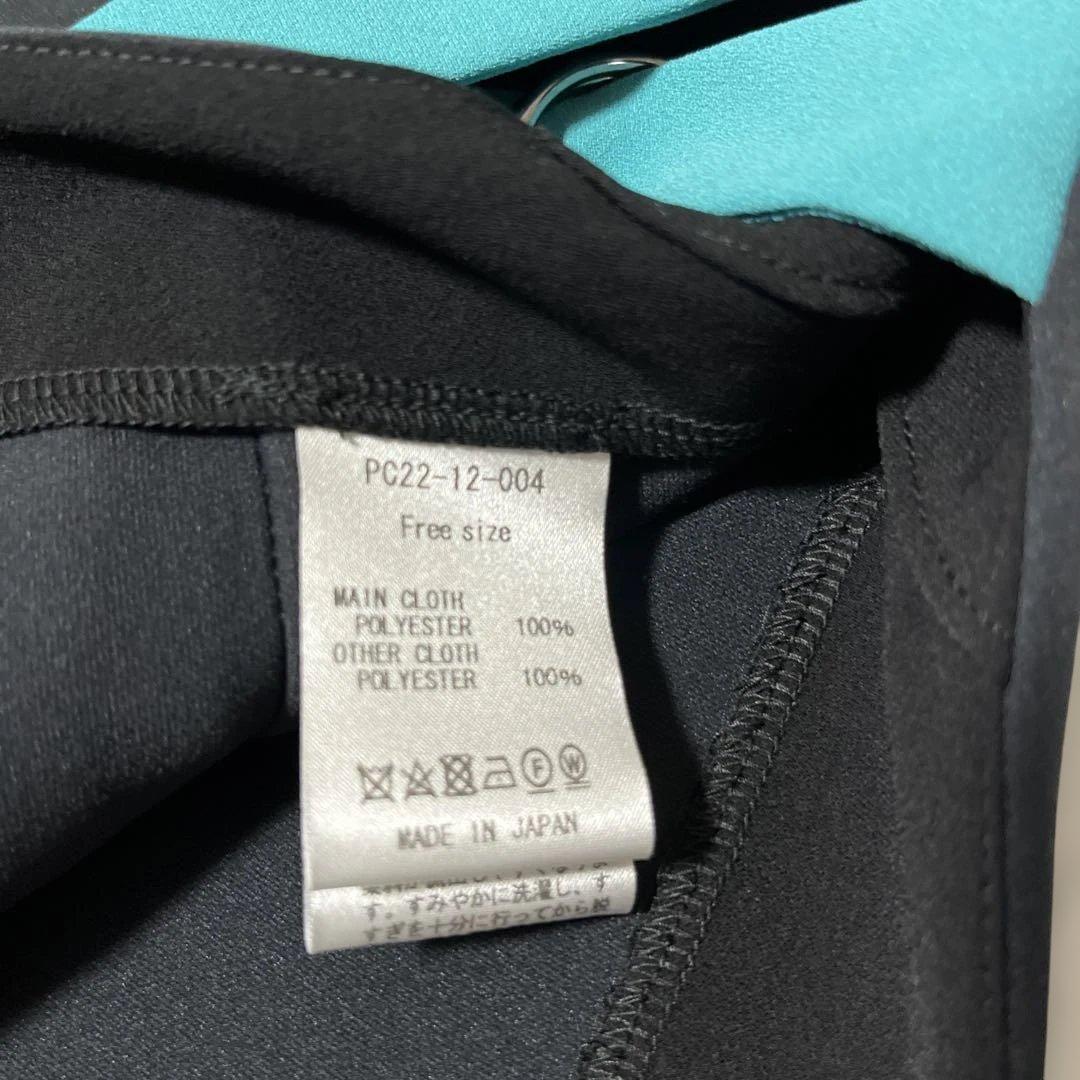 PC22-12-004
Free size
MAIN CLOTH
POLYESTER 100%
OTHER CLOTH
POLYESTER 100%
F W
MADE IN JAPAN
す。すみやかに洗濯し、す
すぎを十分に行ってから脱